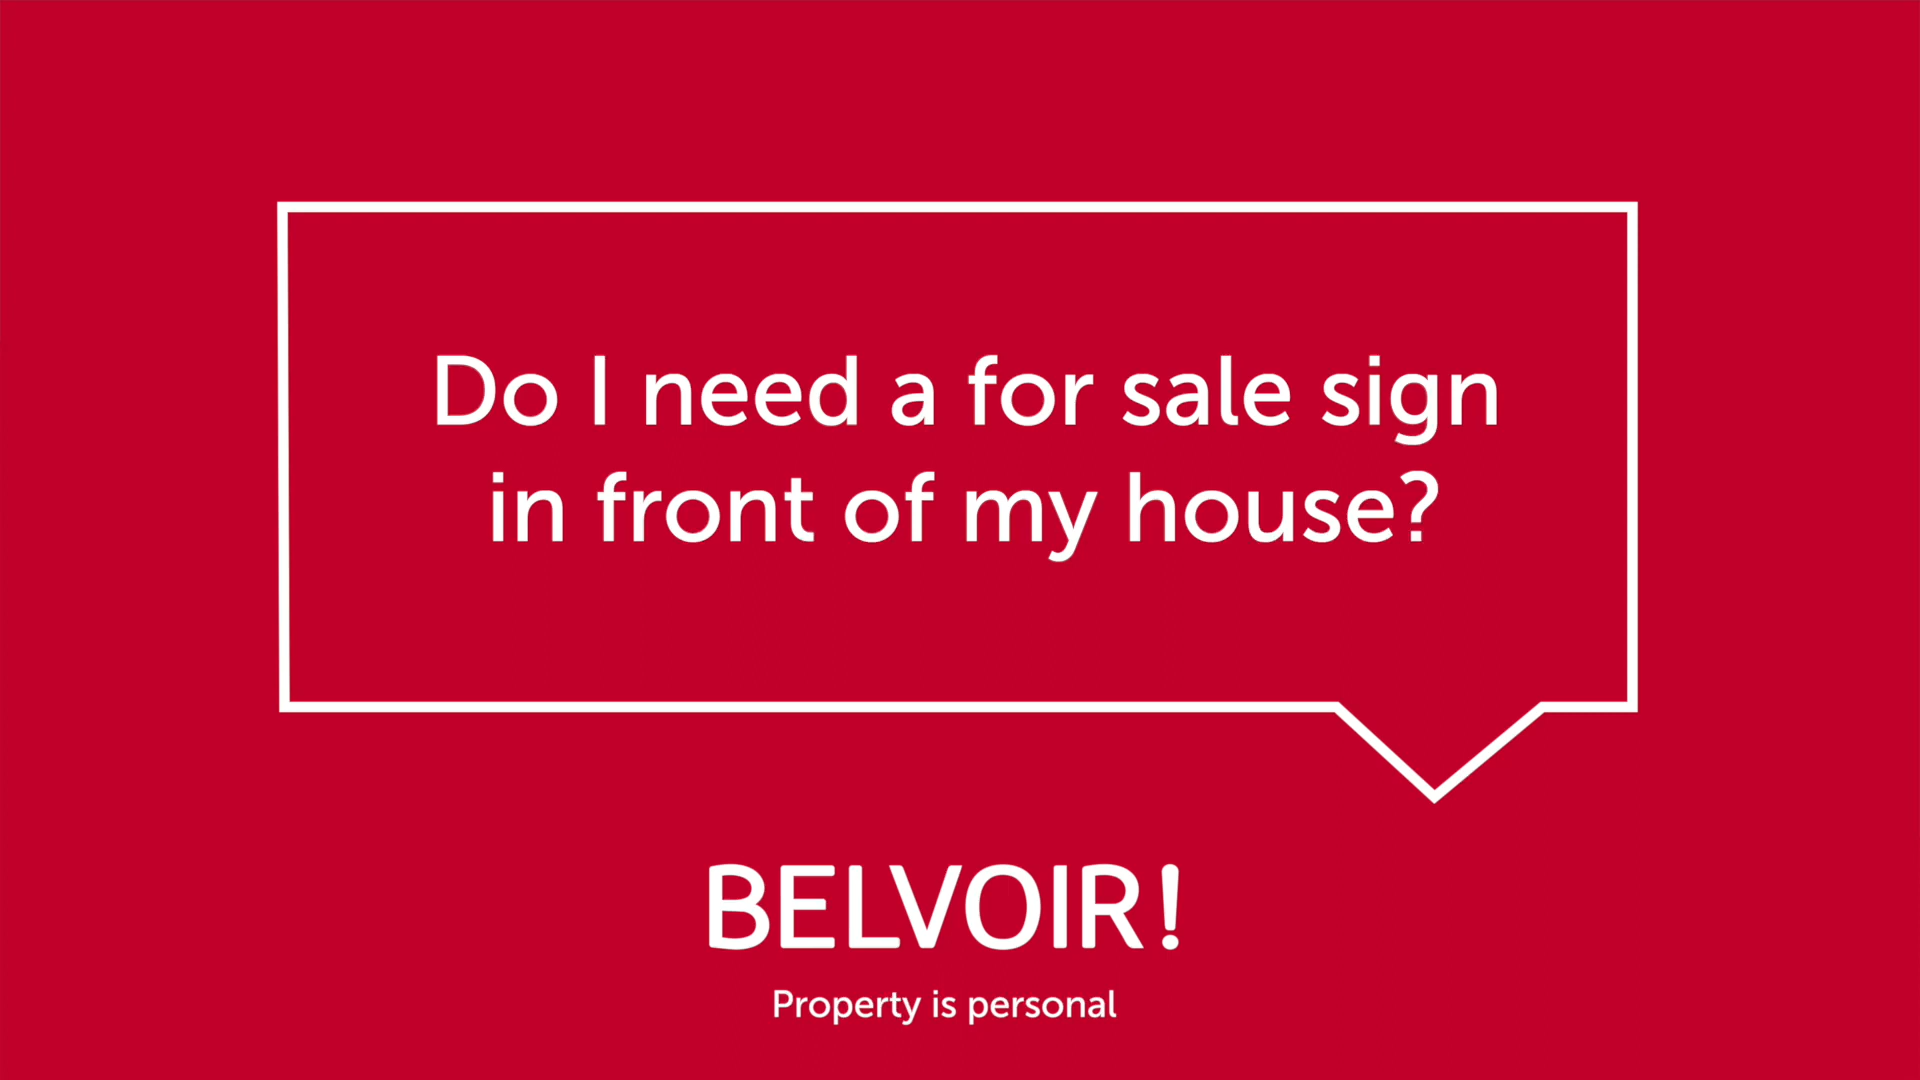 Do I need a for sale sign
in front of my house?
BELVOIR!
Property is personal